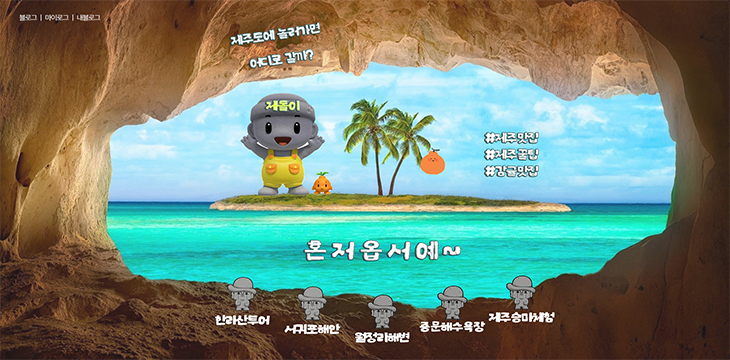 블로그 | 마이로그 | 내블로그
제주도에 놀러가면
어디로 갈까?
재돌이
#제주맛집
#제주꿀팁
#감귤맛집
혼저옵서예~
한라산투어
서귀포해안
월정리해변
중문해수욕장
제주승마체험